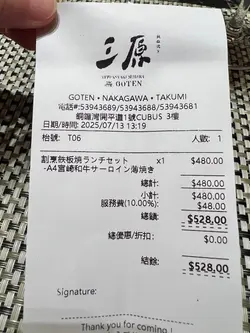 三原
GOTEN
GOTEN・NAKAGAWA・TAKUMI
電話#:53943689/53943688/53943681
銅鑼灣開平道1號CUBUS 3樓
日期/時間: 2025/07/13 13:19
枱號: T06 人數: 1
割烹鉄板焼ランチセット x1 $480.00
-A4宮崎和牛サーロイン薄焼き
總計: $480.00
小計: $480.00
服務費(10.00%) $48.00
總額: $528.00
總優惠/折扣: $0.00
結餘: $528.00
Signature:
Thank you for coming !